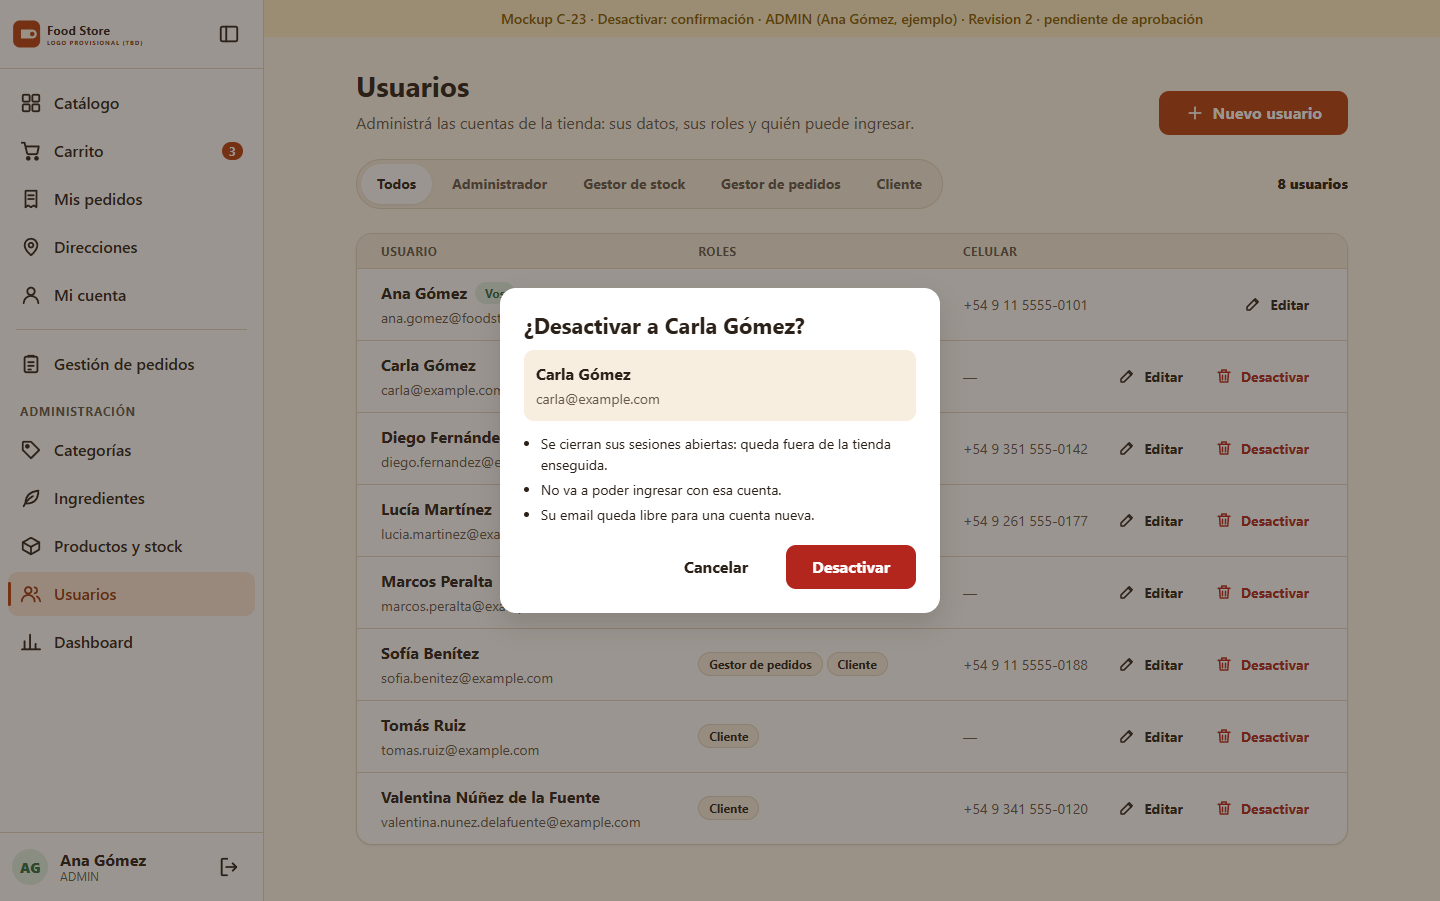 Food Store
LOGO PROVISIONAL (TBD)
Catálogo
Carrito 3
Mis pedidos
Direcciones
Mi cuenta
Gestión de pedidos
ADMINISTRACIÓN
Categorías
Ingredientes
Productos y stock
Usuarios
Dashboard
AG Ana Gómez
ADMIN
Mockup C-23 · Desactivar: confirmación · ADMIN (Ana Gómez, ejemplo) · Revision 2 · pendiente de aprobación
Usuarios
Administrá las cuentas de la tienda: sus datos, sus roles y quién puede ingresar.
Nuevo usuario
Todos Administrador Gestor de stock Gestor de pedidos Cliente 8 usuarios
USUARIO ROLES CELULAR
Ana Gómez
+54 9 11 5555-0101 Editar
Carla Gómez
— Editar Desactivar
Diego
+54 9 351 555-0142 Editar Desactivar
Lucía Martínez
+54 9 261 555-0177 Editar Desactivar
Marcos Peralta
— Editar Desactivar
Sofía Benítez
sofia.benitez@example.com
Gestor de pedidos Cliente +54 9 11 5555-0188 Editar Desactivar
Tomás Ruiz
tomas.ruiz@example.com
Cliente — Editar Desactivar
Valentina Núñez de la Fuente
valentina.nunez.delafuente@example.com
Cliente +54 9 341 555-0120 Editar Desactivar
¿Desactivar a Carla Gómez?
Carla Gómez
carla@example.com
• Se cierran sus sesiones abiertas: queda fuera de la tienda
enseguida.
• No va a poder ingresar con esa cuenta.
• Su email queda libre para una cuenta nueva.
Cancelar Desactivar